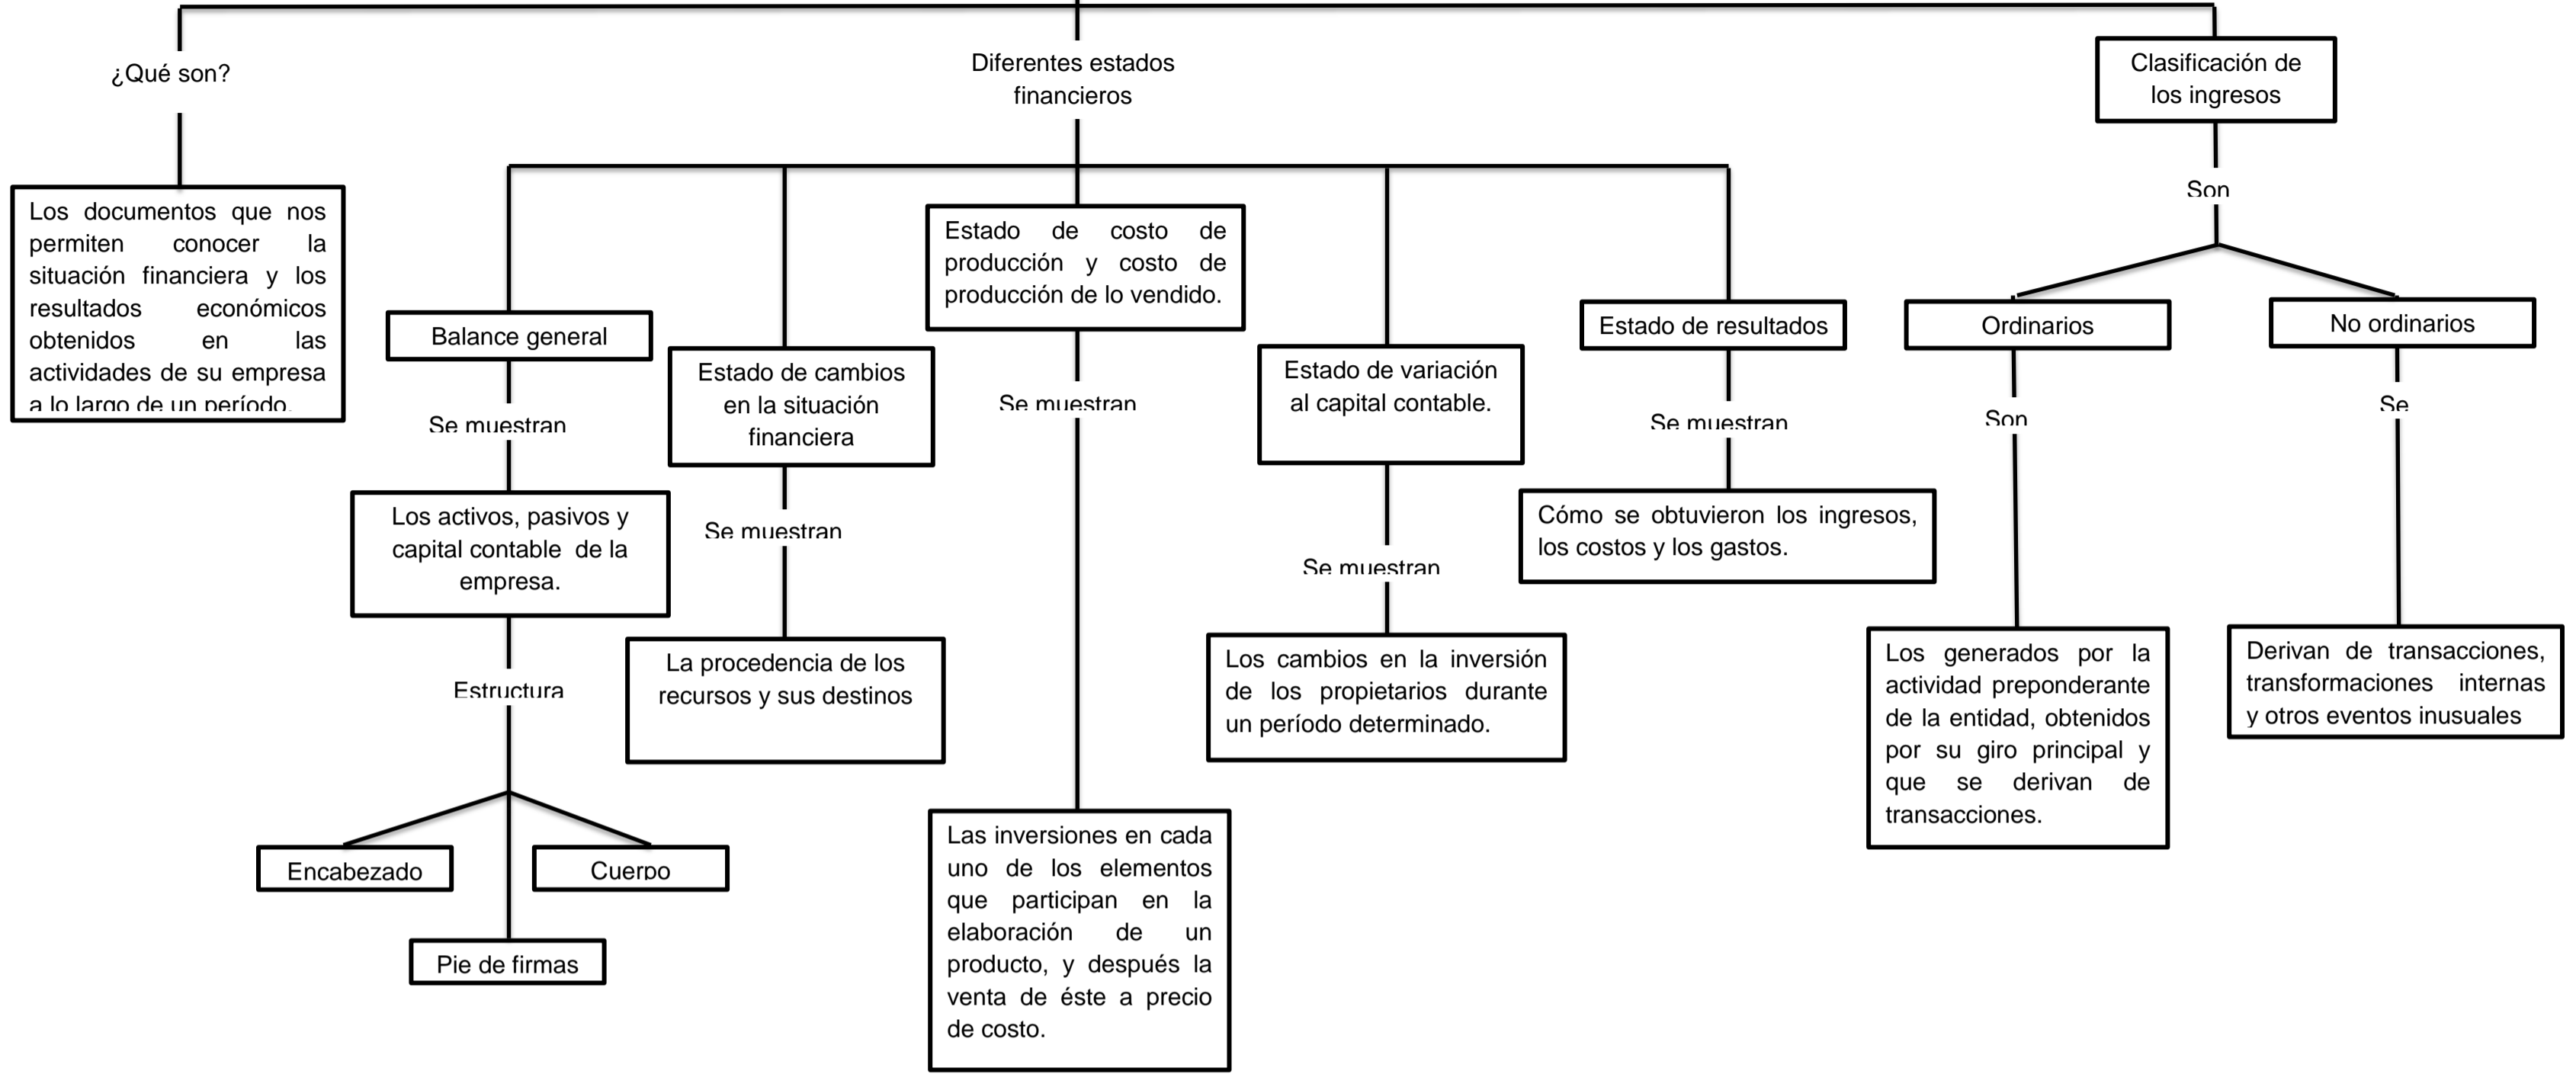 ¿Qué son?
Los documentos que nos
permiten conocer la
situación financiera y los
resultados económicos
obtenidos en las
actividades de su empresa
a lo largo de un período.
Diferentes estados
financieros
Balance general
Se muestran
Los activos, pasivos y
capital contable de la
empresa.
Estructura
Encabezado
Cuerpo
Pie de firmas
Estado de cambios
en la situación
financiera
Se muestran
La procedencia de los
recursos y sus destinos
Estado de costo de
producción y costo de
producción de lo vendido.
Se muestran
Las inversiones en cada
uno de los elementos
que participan en la
elaboración de un
producto, y después la
venta de éste a precio
de costo.
Estado de variación
al capital contable.
Se muestran
Los cambios en la inversión
de los propietarios durante
un período determinado.
Estado de resultados
Se muestran
Cómo se obtuvieron los ingresos,
los costos y los gastos.
Clasificación de
los ingresos
Son
Ordinarios
Son
Los generados por la
actividad preponderante
de la entidad, obtenidos
por su giro principal y
que se derivan de
transacciones.
No ordinarios
Se
Derivan de transacciones,
transformaciones internas
y otros eventos inusuales